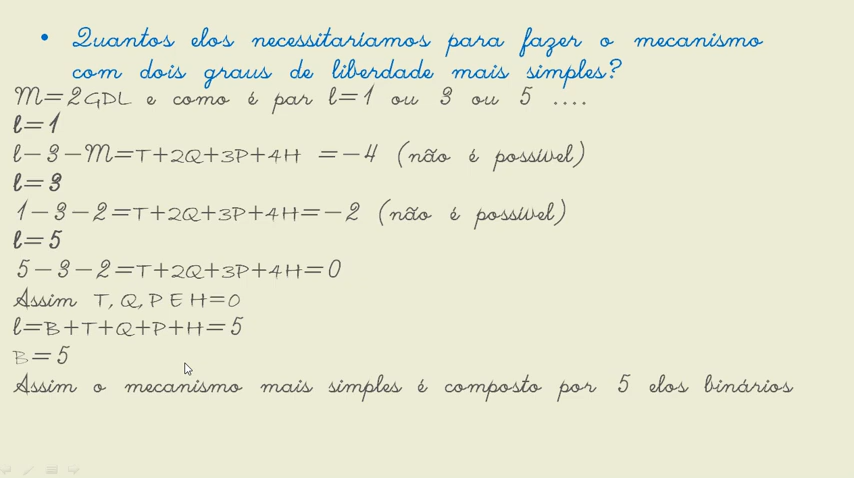 • Quantos elos necessitaríamos para fazer o mecanismo
com dois graus de liberdade mais simples?
M=2GDL e como é par l=1 ou 3 ou 5 ....
l=1
l-3-M=T+2Q+3P+4H =-4 (não é possível)
l=3
1-3-2=T+2Q+3P+4H=-2 (não é possível)
l=5
5-3-2=T+2Q+3P+4H=0
Assim T, Q, P E H=0
l=B+T+Q+P+H=5
B=5
Assim o mecanismo mais simples é composto por 5 elos binários